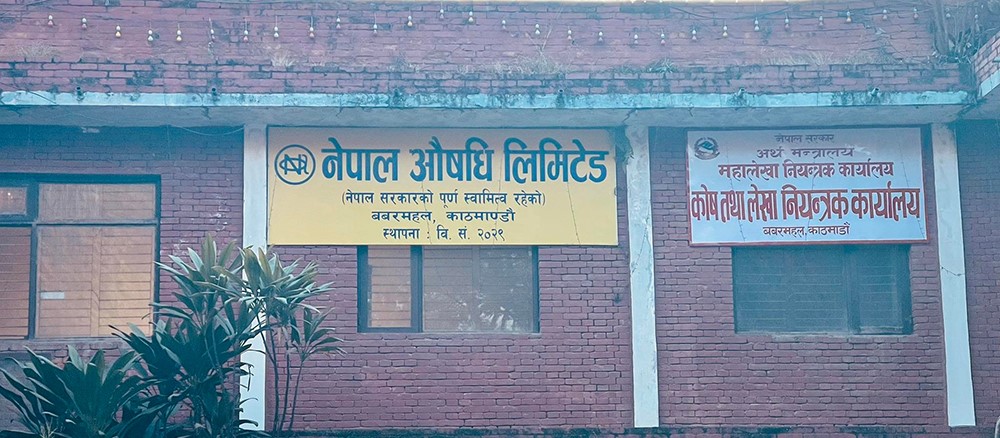 नेपाल औषधि लिमिटेड
(नेपाल सरकारको पूर्ण स्वामित्व रहेको)
बबरमहल, काठमाण्डौ
स्थापना : वि. सं. २०२९
नेपाल सरकार
अर्थ मन्त्रालय
महालेखा नियन्त्रक कार्यालय
कोष तथा लेखा नियन्त्रक कार्यालय
बबरमहल, काठमाडौं